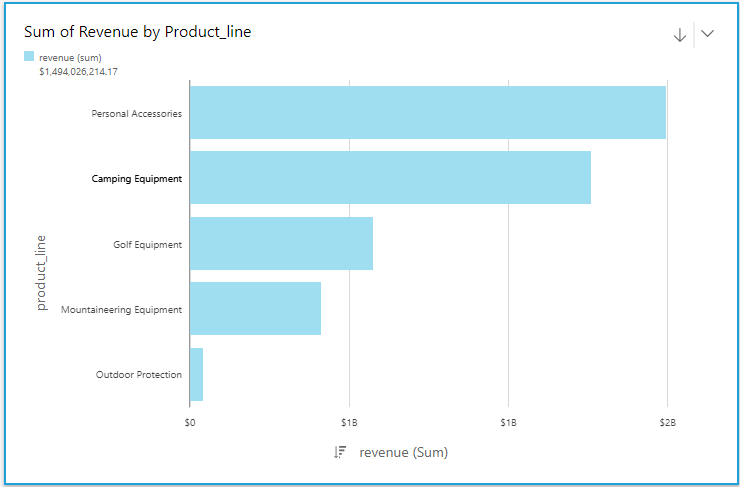 Sum of Revenue by Product_line
revenue (sum)
$1,494,026,214.17
Personal Accessories
Camping Equipment
Golf Equipment
Mountaineering Equipment
Outdoor Protection
product_line
$0 $1B $1B $2B
revenue (Sum)